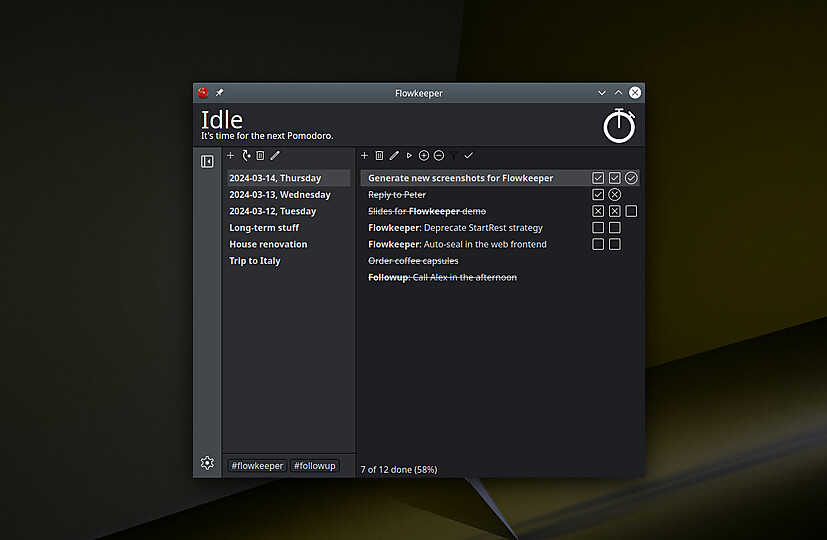 Flowkeeper
Idle
It's time for the next Pomodoro.
2024-03-14, Thursday
2024-03-13, Wednesday
2024-03-12, Tuesday
Long-term stuff
House renovation
Trip to Italy
#flowkeeper #followup
Generate new screenshots for Flowkeeper
Reply to Peter
Slides for Flowkeeper demo
Flowkeeper: Deprecate StartRest strategy
Flowkeeper: Auto-seal in the web frontend
Order coffee capsules
Followup: Call Alex in the afternoon
7 of 12 done (58%)